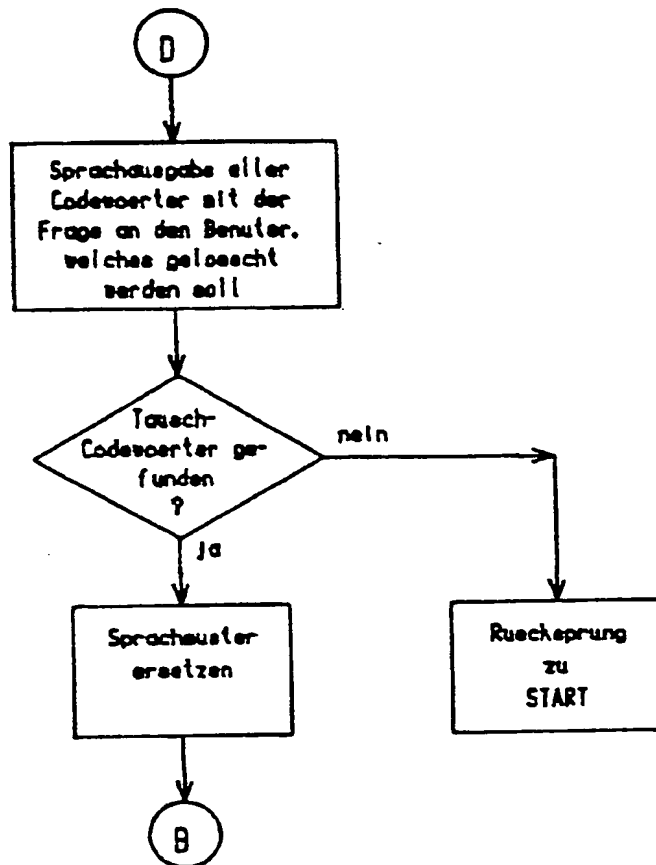 D
Sprachausgabe aller
Codewoerter mit der
Frage an den Benuter,
welches geloescht
werden soll
Tausch-
Codewoerter ge-
funden
?
nein
ja
Sprachmuster
ersetzen
Ruecksprung
zu
START
B